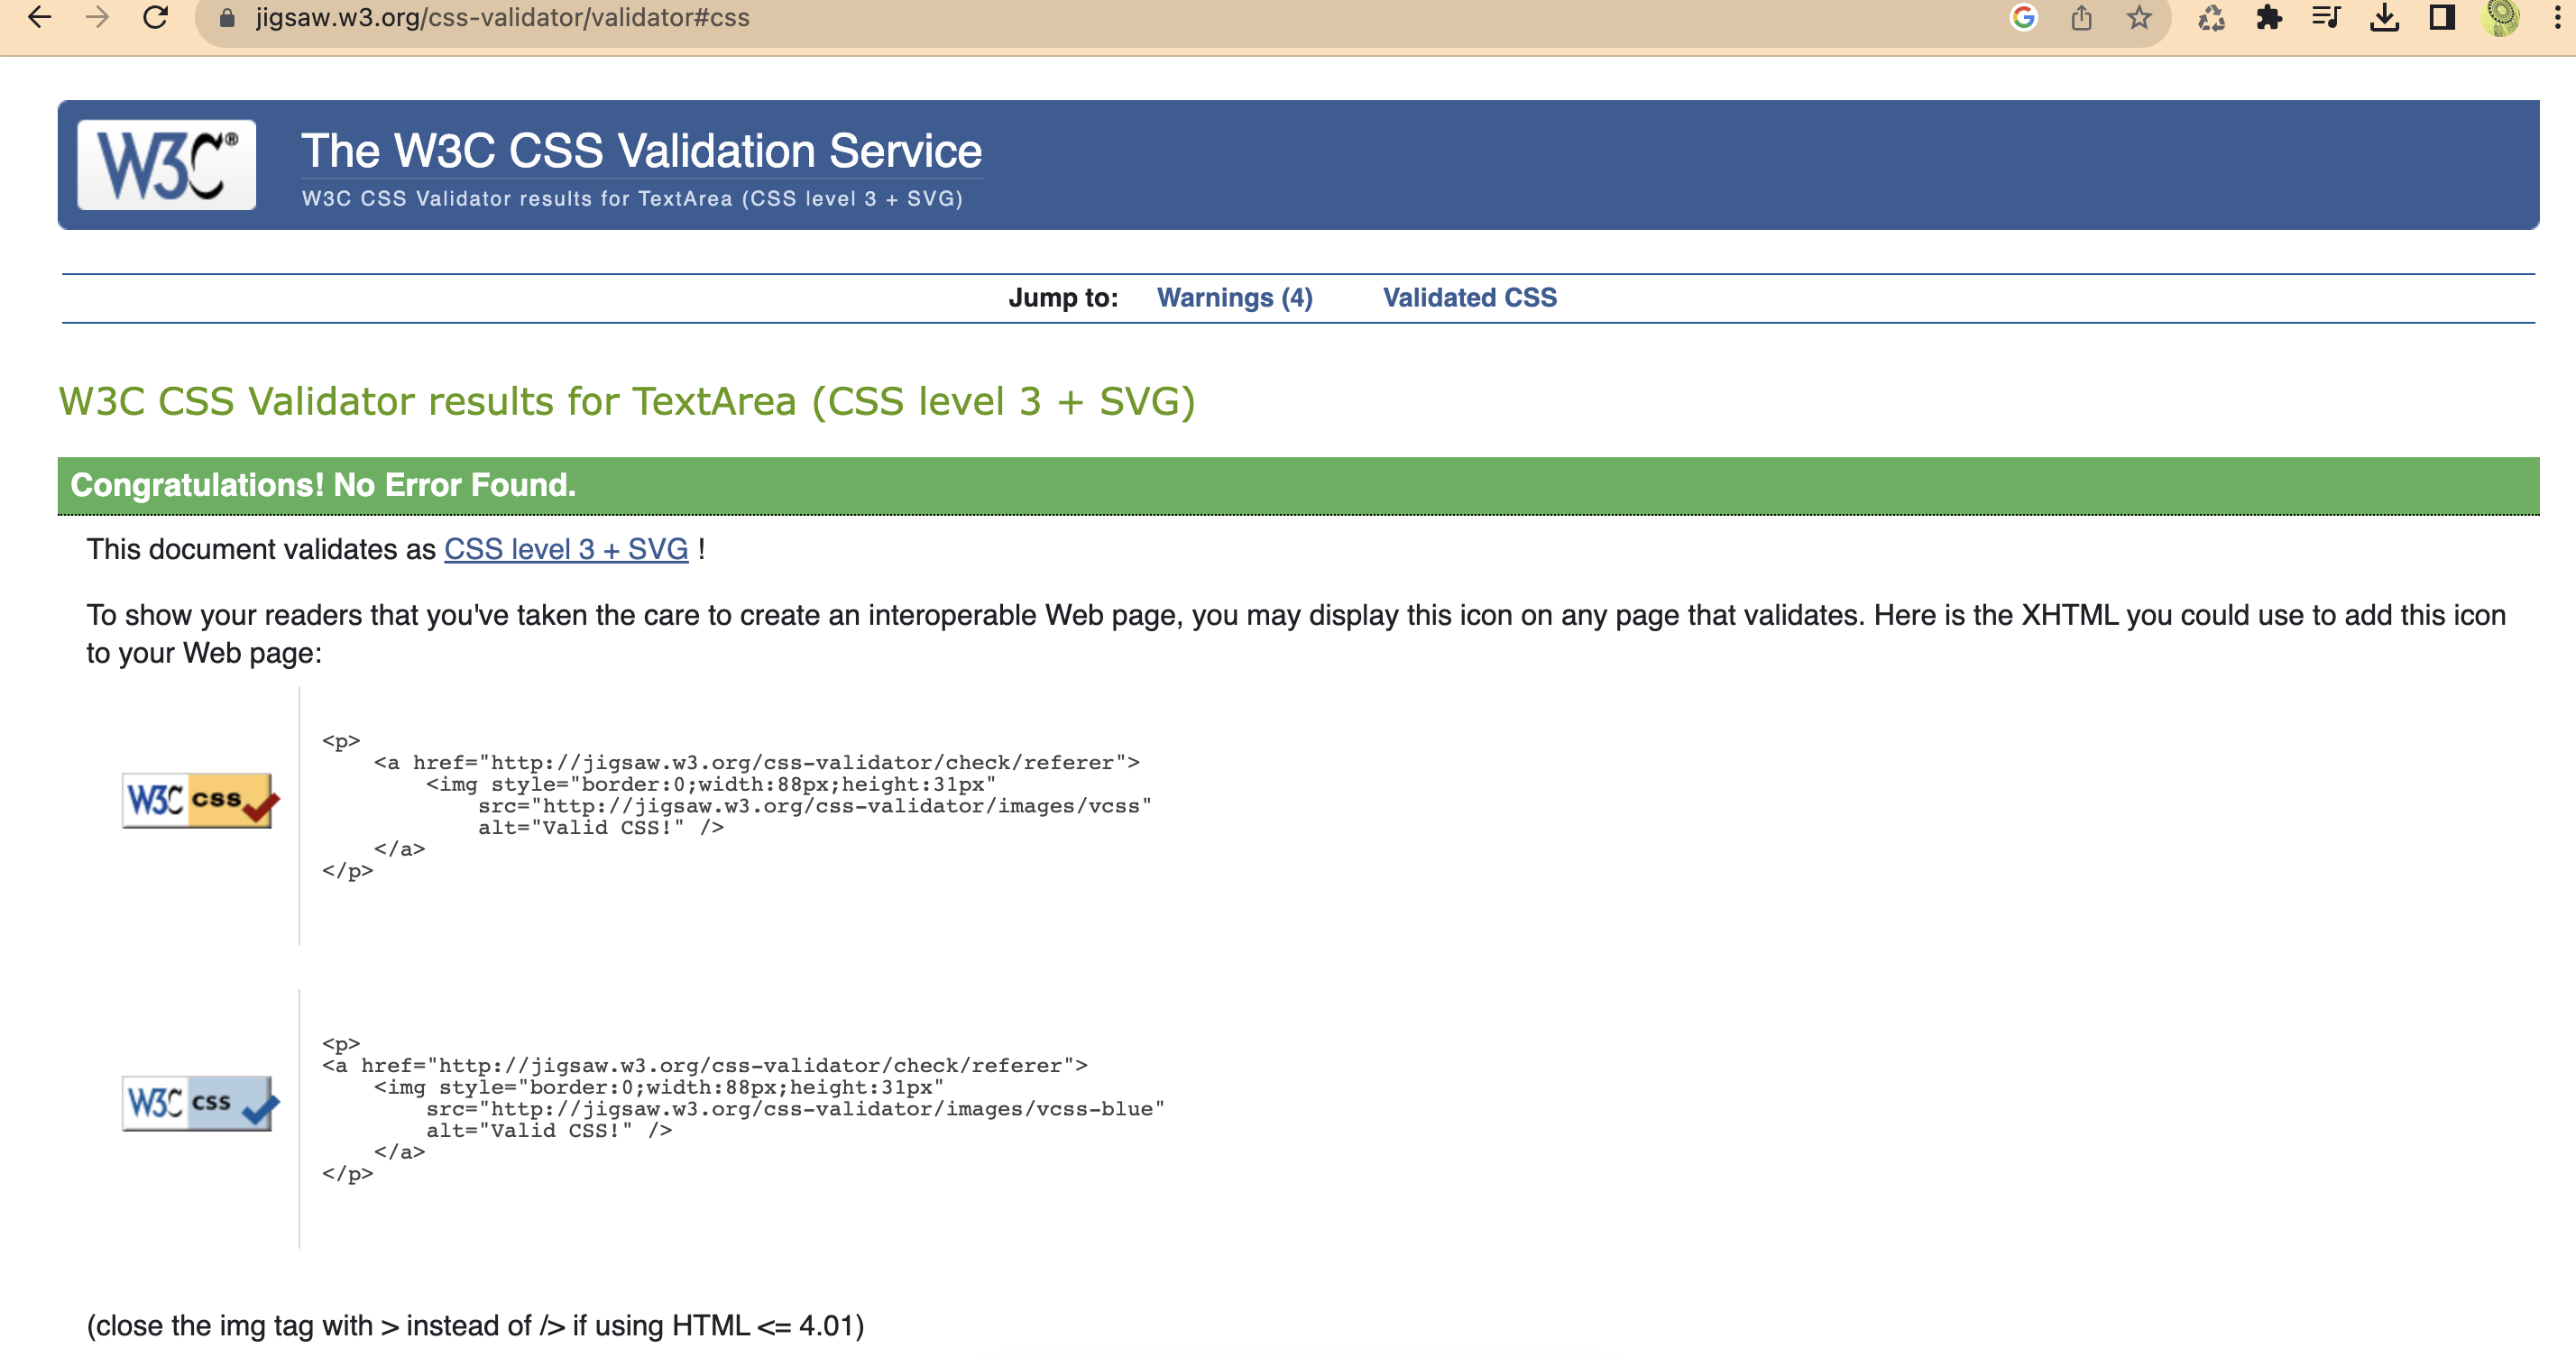 jigsaw.w3.org/css-validator/validator#css
W3C®
The W3C CSS Validation Service
W3C CSS Validator results for TextArea (CSS level 3 + SVG)
Jump to: Warnings (4) Validated CSS
W3C CSS Validator results for TextArea (CSS level 3 + SVG)
Congratulations! No Error Found.
This document validates as CSS level 3 + SVG !
To show your readers that you've taken the care to create an interoperable Web page, you may display this icon on any page that validates. Here is the XHTML you could use to add this icon
to your Web page:
W3C css
<p>
    <a href="http://jigsaw.w3.org/css-validator/check/referer">
        <img style="border:0;width:88px;height:31px"
            src="http://jigsaw.w3.org/css-validator/images/vcss"
            alt="Valid CSS!" />
    </a>
</p>
W3C css
<p>
<a href="http://jigsaw.w3.org/css-validator/check/referer">
    <img style="border:0;width:88px;height:31px"
        src="http://jigsaw.w3.org/css-validator/images/vcss-blue"
        alt="Valid CSS!" />
    </a>
</p>
(close the img tag with > instead of /> if using HTML <= 4.01)